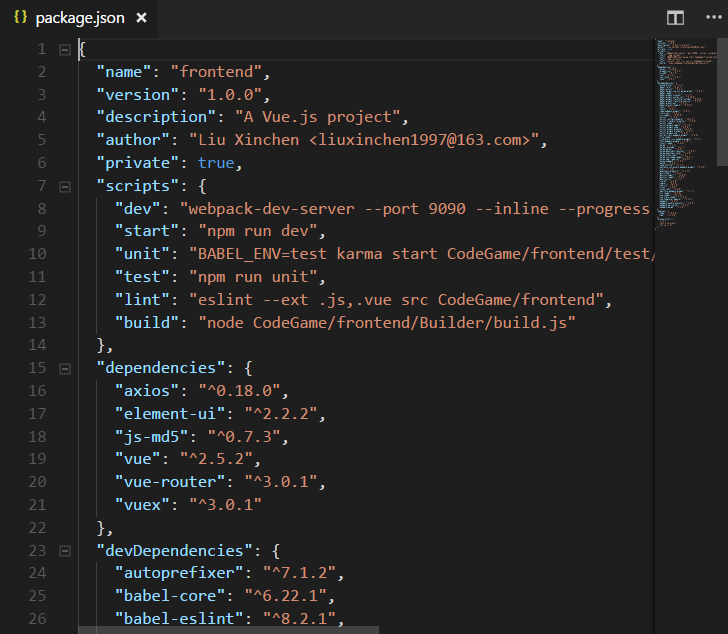 {} package.json ×
1 {
2 "name": "frontend",
3 "version": "1.0.0",
4 "description": "A Vue.js project",
5 "author": "Liu Xinchen <liuxinchen1997@163.com>",
6 "private": true,
7 "scripts": {
8 "dev": "webpack-dev-server --port 9090 --inline --progress
9 "start": "npm run dev",
10 "unit": "BABEL_ENV=test karma start CodeGame/frontend/test/
11 "test": "npm run unit",
12 "lint": "eslint --ext .js,.vue src CodeGame/frontend",
13 "build": "node CodeGame/frontend/Builder/build.js"
14 },
15 "dependencies": {
16 "axios": "^0.18.0",
17 "element-ui": "^2.2.2",
18 "js-md5": "^0.7.3",
19 "vue": "^2.5.2",
20 "vue-router": "^3.0.1",
21 "vuex": "^3.0.1"
22 },
23 "devDependencies": {
24 "autoprefixer": "^7.1.2",
25 "babel-core": "^6.22.1",
26 "babel-eslint": "^8.2.1",